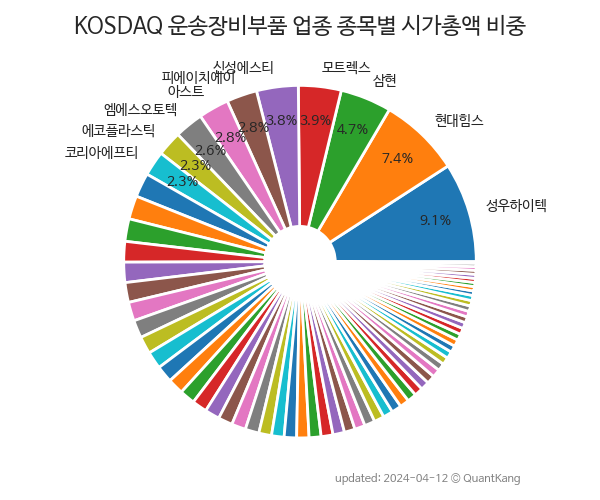 KOSDAQ 운송장비부품 업종 종목별 시가총액 비중
신성에스티
모트렉스
피에이치에이
삼현
아스트
엠에스오토텍
현대힘스
에코플라스틱
코리아에프티
성우하이텍
3.8%
3.9%
2.8%
4.7%
2.8%
2.6%
7.4%
2.3%
2.3%
9.1%
updated: 2024-04-12 © QuantKang